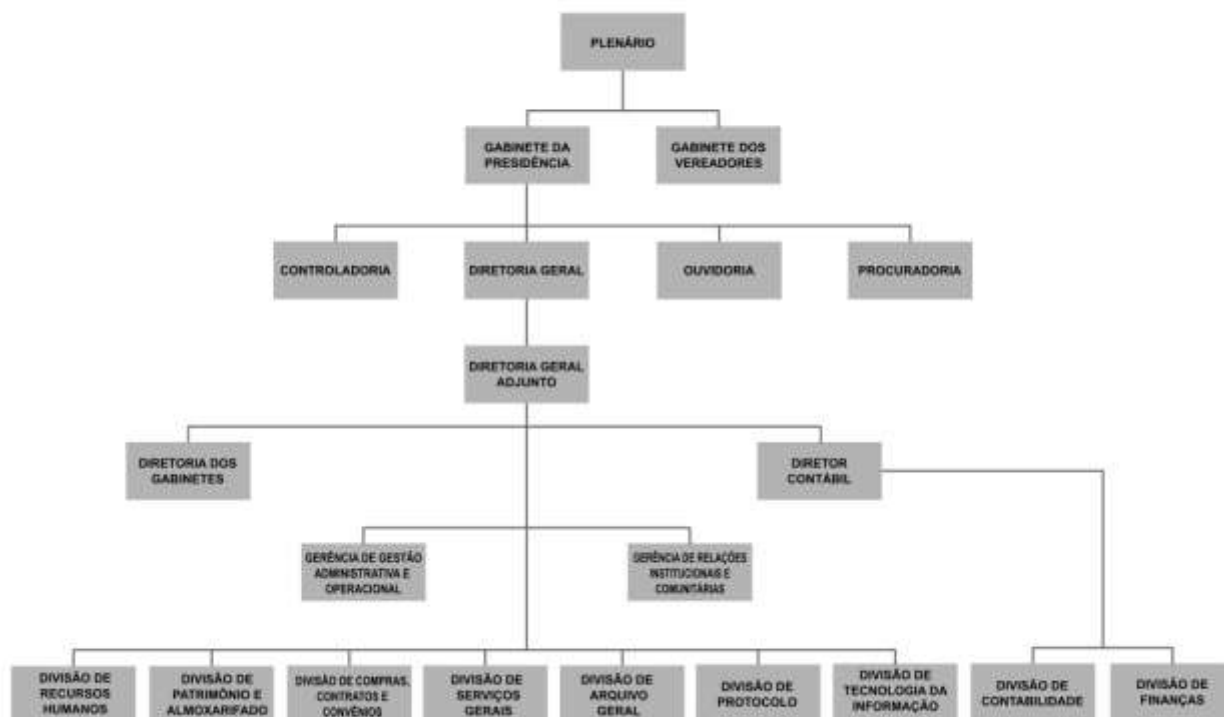 PLENÁRIO
GABINETE DA
PRESIDÊNCIA
GABINETE DOS
VEREADORES
CONTROLADORIA
DIRETORIA GERAL
OUVIDORIA
PROCURADORIA
DIRETORIA GERAL
ADJUNTO
DIRETORIA DOS
GABINETES
DIRETOR
CONTÁBIL
GERÊNCIA DE GESTÃO
ADMINISTRATIVA E
OPERACIONAL
GERÊNCIA DE RELAÇÕES
INSTITUCIONAIS E
COMUNITÁRIAS
DIVISÃO DE
RECURSOS
HUMANOS
DIVISÃO DE
PATRIMÔNIO E
ALMOXARIFADO
DIVISÃO DE COMPRAS,
CONTRATOS E
CONVÊNIOS
DIVISÃO DE
SERVIÇOS
GERAIS
DIVISÃO DE
ARQUIVO
GERAL
DIVISÃO DE
PROTOCOLO
DIVISÃO DE
TECNOLOGIA DA
INFORMAÇÃO
DIVISÃO DE
CONTABILIDADE
DIVISÃO DE
FINANÇAS